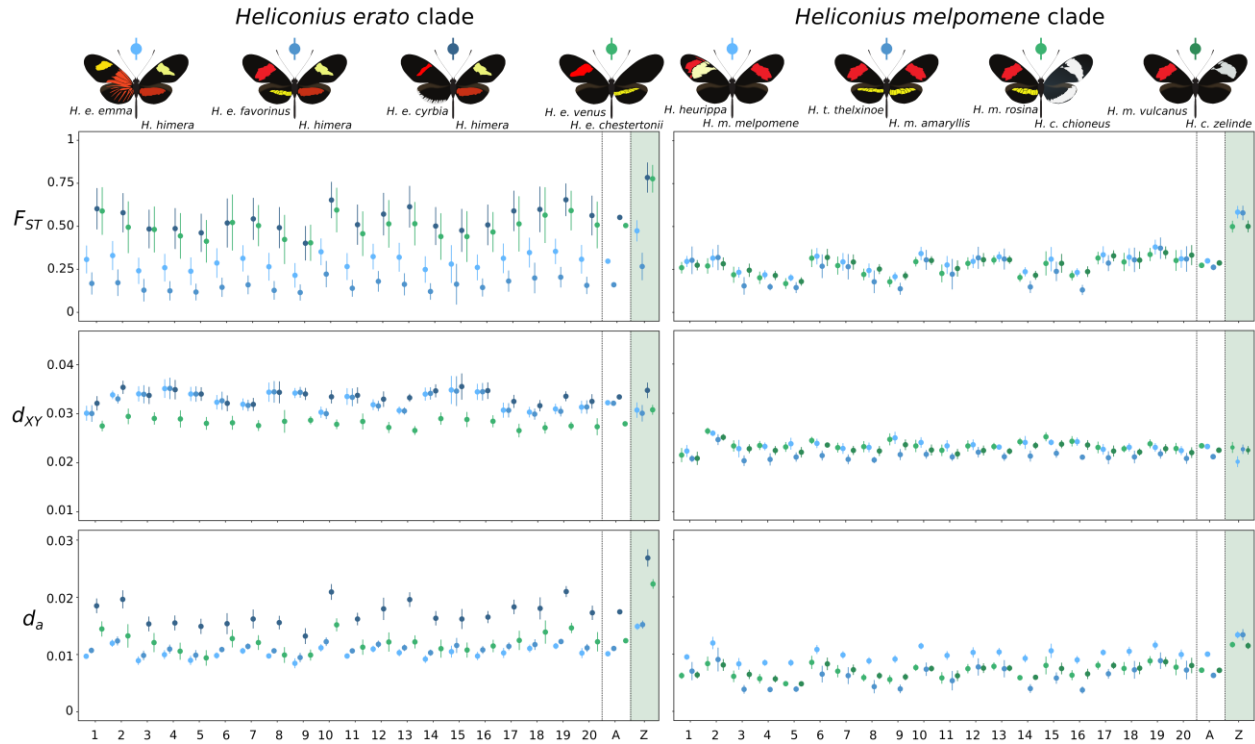 Heliconius erato clade
Heliconius melpomene clade
H. e. emma
H. himera
H. e. favorinus
H. himera
H. e. cyrbia
H. himera
H. e. venus
H. e. chestertonii
H. heurippa
H. m. melpomene
H. t. thelxinoe
H. m. amaryllis
H. m. rosina
H. c. chioneus
H. m. vulcanus
H. c. zelinde
F_ST
1
0.75
0.50
0.25
0
d_XY
0.04
0.03
0.02
0.01
d_a
0.03
0.02
0.01
0
1 2 3 4 5 6 7 8 9 10 11 12 13 14 15 16 17 18 19 20 A Z
1 2 3 4 5 6 7 8 9 10 11 12 13 14 15 16 17 18 19 20 A Z